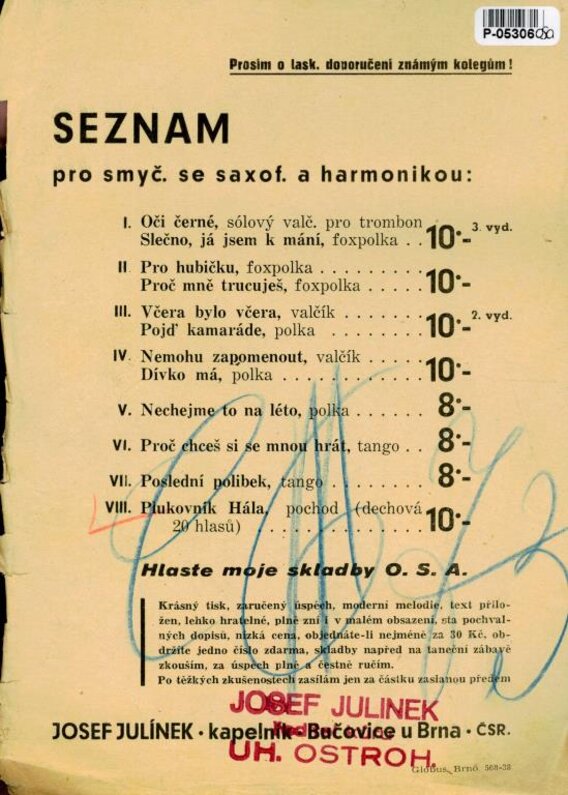 P-05306
Prosím o lask. doporučení známým kolegům!
SEZNAM
pro smyč. se saxof. a harmonikou:
I. Oči černé, sólový valč. pro trombon
Slečno, já jsem k mání, foxpolka . . 10·- 3. vyd.
II. Pro hubičku, foxpolka . . . . . . . .
Proč mně trucuješ, foxpolka . . . . . 10·-
III. Včera bylo včera, valčík . . . . . .
Pojď kamaráde, polka . . . . . . . 10·- 2. vyd.
IV. Nemohu zapomenout, valčík . . . . .
Dívko má, polka . . . . . . . . . . . 10·-
V. Nechejme to na léto, polka . . . . . . 8·-
VI. Proč chceš si se mnou hrát, tango . . 8·-
VII. Poslední polibek, tango . . . . . . . 8·-
VIII. Plukovník Hála, pochod (dechová
20 hlasů) . . . . . . . . . . . . 10·-
Hlaste moje skladby O. S. A.
Krásný tisk, zaručený úspěch, moderní melodie, text přilo-
žen, lehko hratelné, plně zní i v malém obsazení, sta pochval-
ných dopisů, nízká cena, objednáte-li nejméně za 30 Kč, ob-
držíte jedno číslo zdarma, skladby napřed na taneční zábavě
zkouším, za úspěch plně a čestně ručím.
Po těžkých zkušenostech zasílám jen za částku zaslanou předem
JOSEF JULINEK
JOSEF JULÍNEK · kapelník · Bučovice u Brna · ČSR.
UH. OSTROH.
Globus, Brno. 568-38